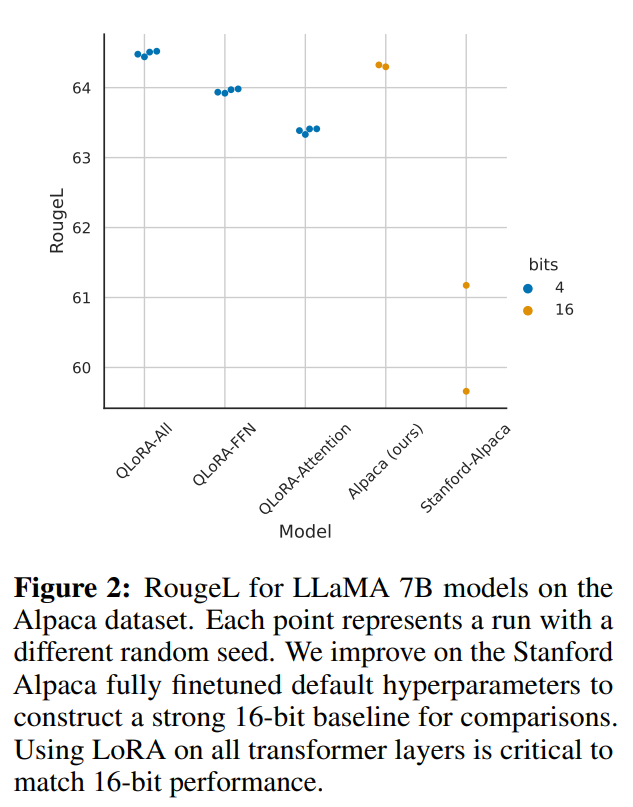 64
63
62
61
60
RougeL
bits
4
16
QLoRA-All
QLoRA-FFN
QLoRA-Attention
Alpaca (ours)
Stanford-Alpaca
Model
Figure 2: RougeL for LLaMA 7B models on the
Alpaca dataset. Each point represents a run with a
different random seed. We improve on the Stanford
Alpaca fully finetuned default hyperparameters to
construct a strong 16-bit baseline for comparisons.
Using LoRA on all transformer layers is critical to
match 16-bit performance.